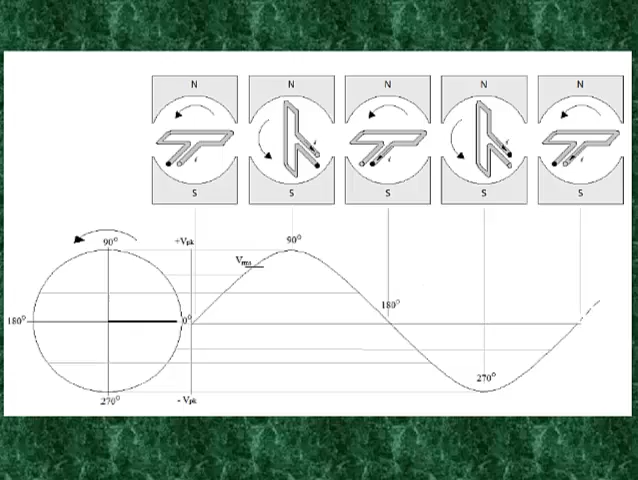 N N N N N
S S S S S
90° +Vpk Vrms 90°
180° 0° 180°
270° - Vpk 270°